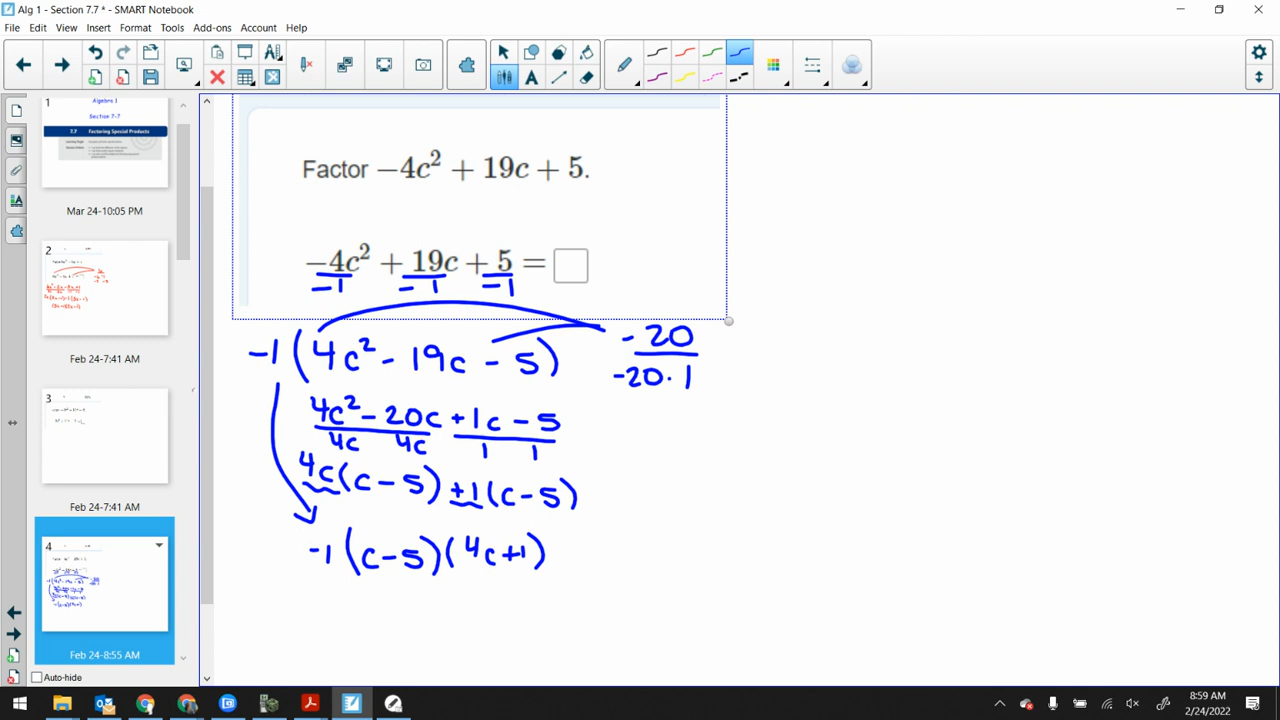 Alg 1 - Section 7.7 * - SMART Notebook
File Edit View Insert Format Tools Add-ons Account Help
1
Algebra 1
Section 7-7
7.7 Factoring Special Products
Mar 24-10:05 PM
2
Feb 24-7:41 AM
3
Feb 24-7:41 AM
4
Feb 24-8:55 AM
Auto-hide
Factor −4c² + 19c + 5.
−4c² + 19c + 5 =
−1 −1 −1
−1(4c² − 19c − 5)
−20
−20·1
4c² − 20c + 1c − 5
4c 4c 1 1
4c(c − 5) +1(c − 5)
−1(c − 5)(4c + 1)
8:59 AM
2/24/2022